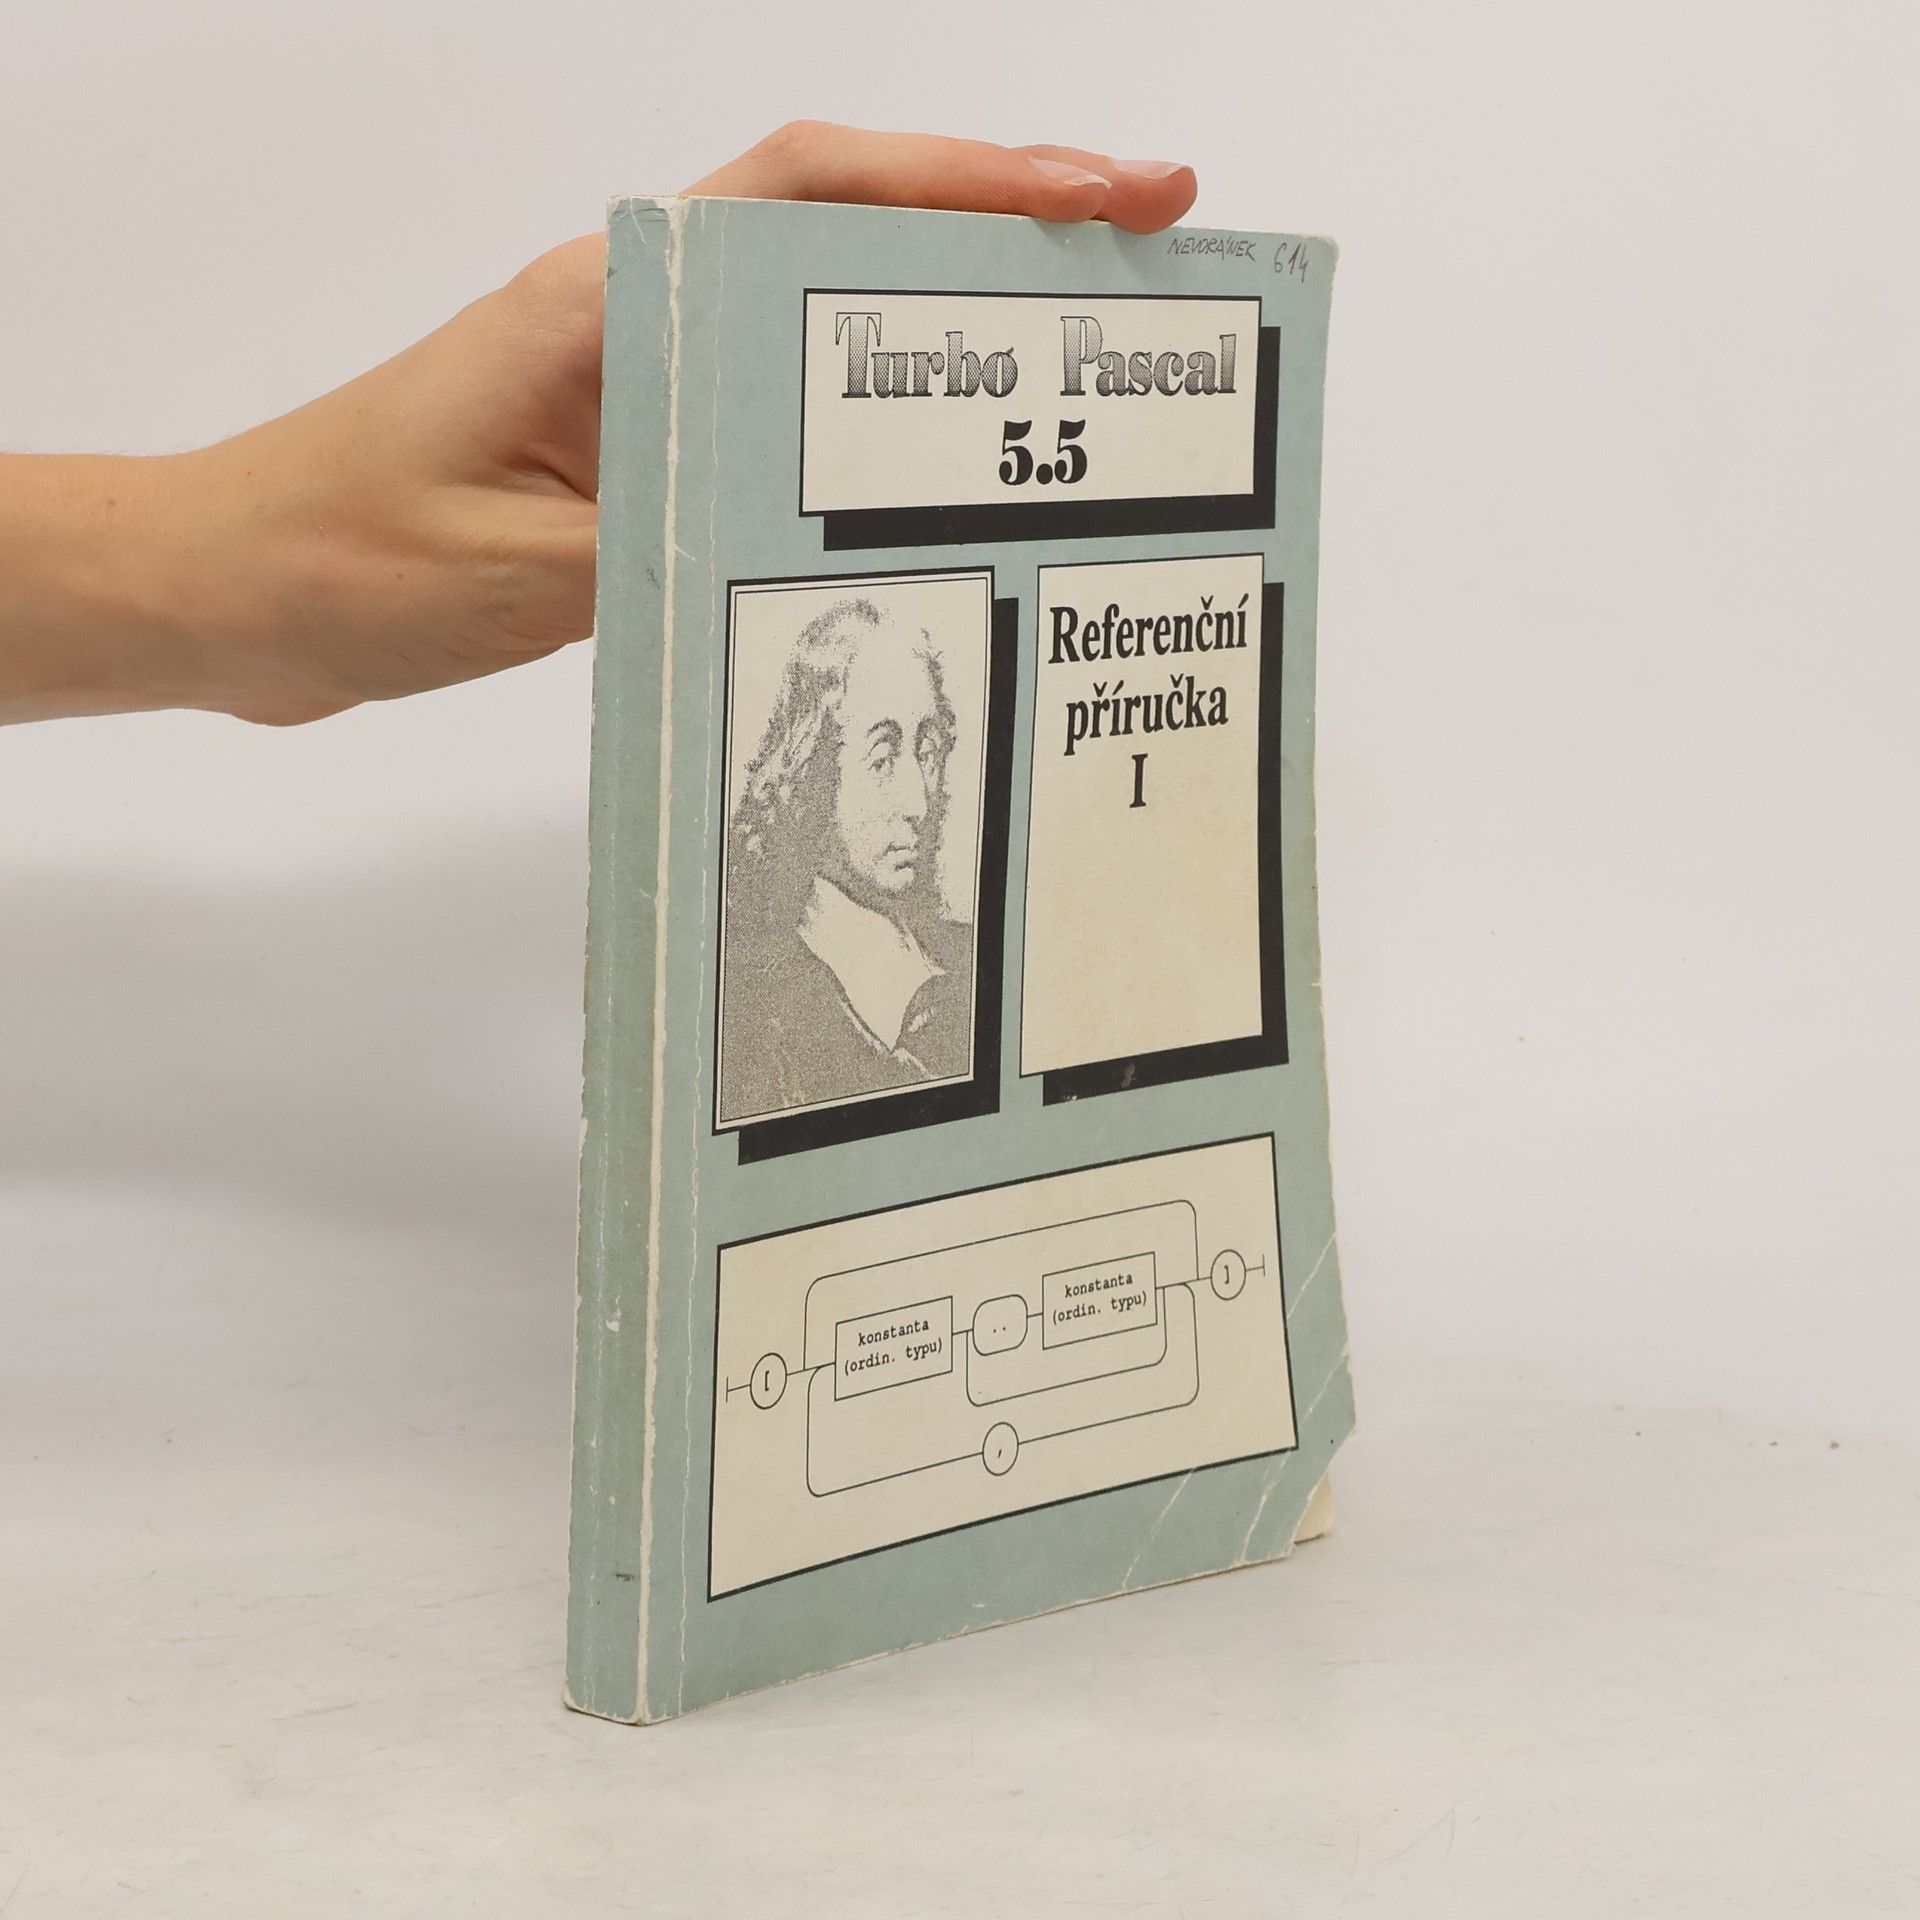 NEVORÁNEK 614
Turbo Pascal
5.5
Referenční
příručka
I
[
konstanta
(ordin. typu)
..
konstanta
(ordin. typu)
]
,